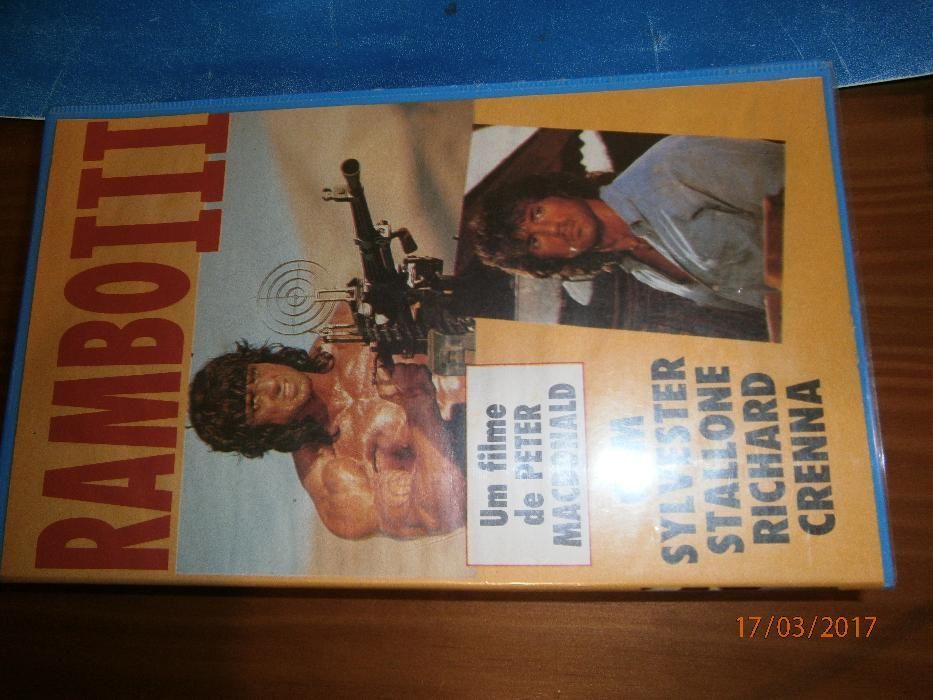 RAMBO III
Um filme
de PETER
MACDONALD
COM
SYLVESTER
STALLONE
RICHARD
CRENNA
17/03/2017